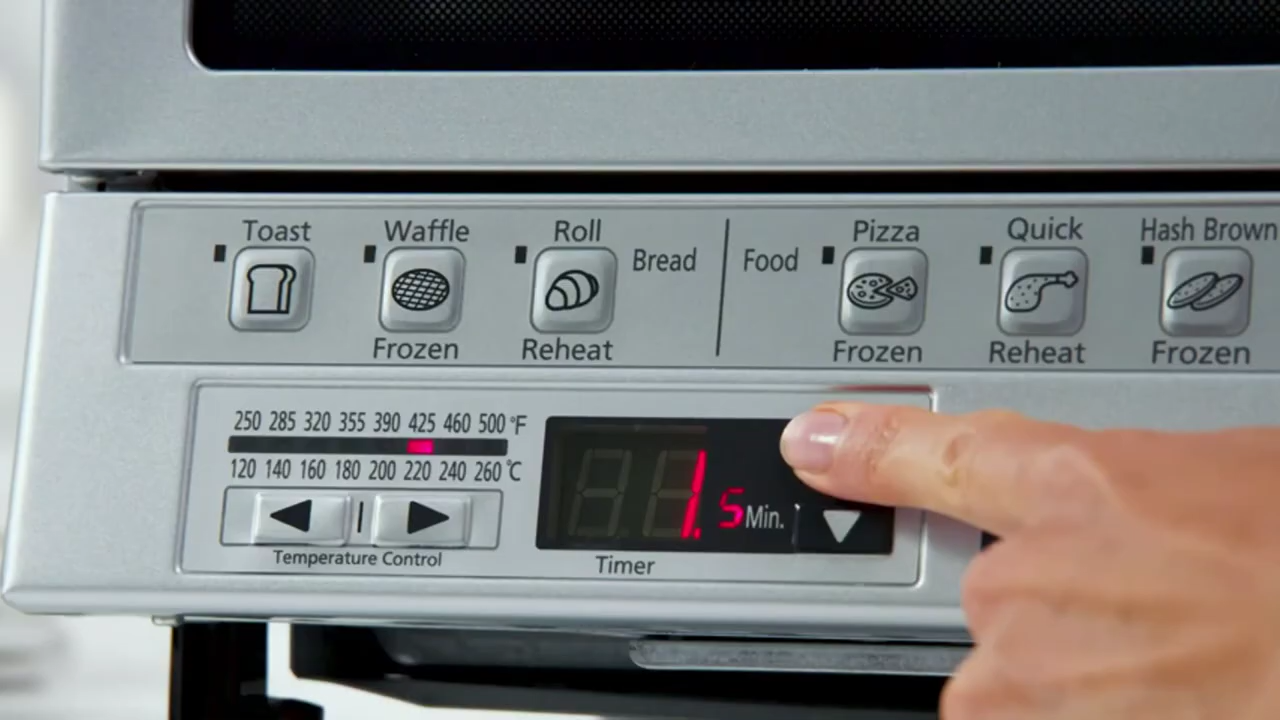 Toast Waffle Roll Pizza Quick Hash Brown
Bread Food
Frozen Reheat Frozen Reheat Frozen
250 285 320 355 390 425 460 500 °F
120 140 160 180 200 220 240 260 °C
1.5 Min.
Temperature Control
Timer